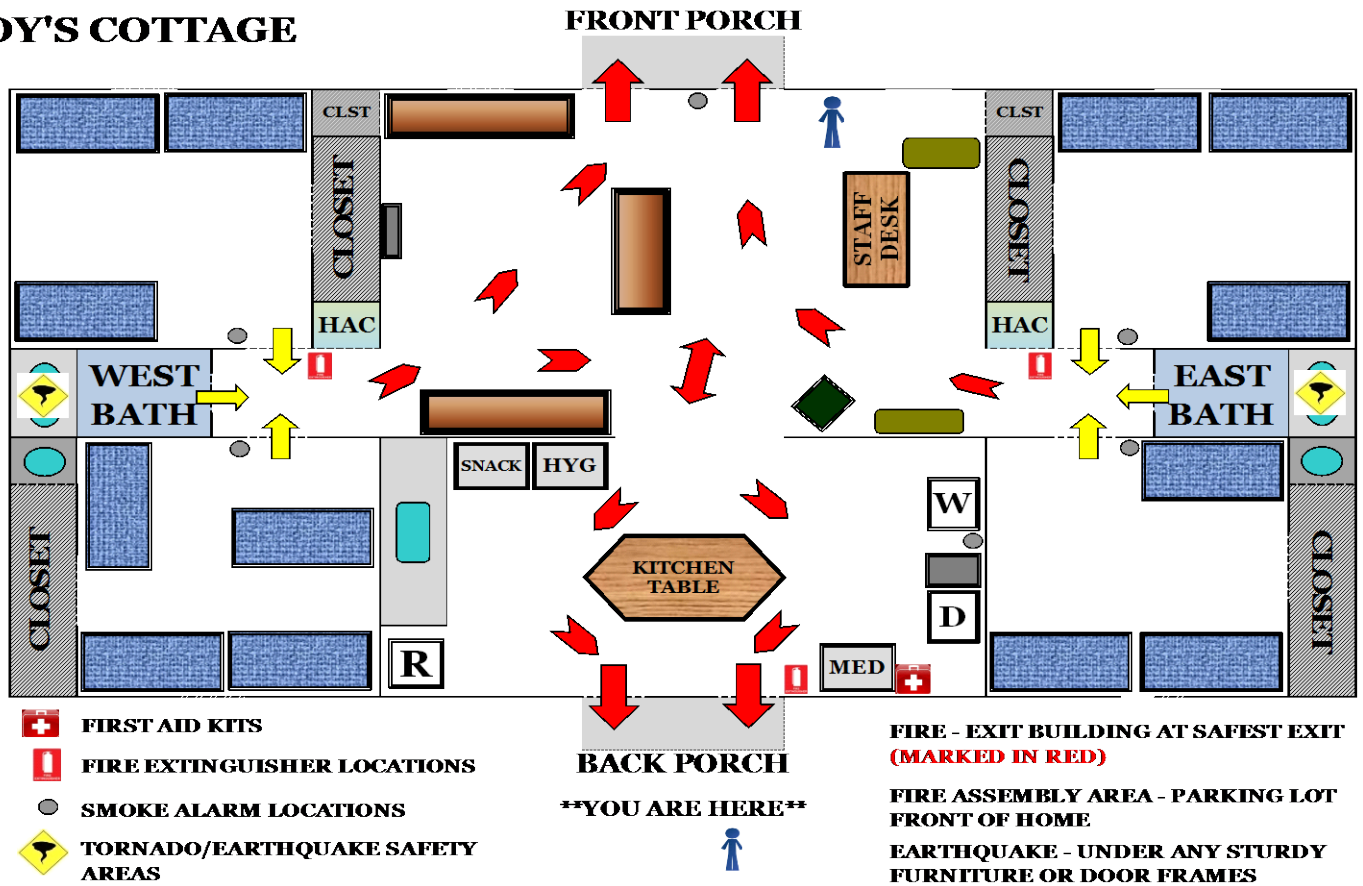 DY'S COTTAGE
FRONT PORCH
CLST
CLST
CLOSET
STAFF
DESK
CLOSET
HAC
HAC
WEST
BATH
EAST
BATH
SNACK
HYG
W
CLOSET
KITCHEN
TABLE
CLOSET
D
R
MED
FIRST AID KITS
FIRE EXTINGUISHER LOCATIONS
SMOKE ALARM LOCATIONS
TORNADO/EARTHQUAKE SAFETY
AREAS
BACK PORCH
**YOU ARE HERE**
FIRE - EXIT BUILDING AT SAFEST EXIT
(MARKED IN RED)
FIRE ASSEMBLY AREA - PARKING LOT
FRONT OF HOME
EARTHQUAKE - UNDER ANY STURDY
FURNITURE OR DOOR FRAMES